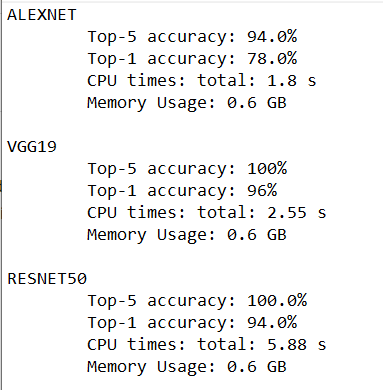 ALEXNET
Top-5 accuracy: 94.0%
Top-1 accuracy: 78.0%
CPU times: total: 1.8 s
Memory Usage: 0.6 GB
VGG19
Top-5 accuracy: 100%
Top-1 accuracy: 96%
CPU times: total: 2.55 s
Memory Usage: 0.6 GB
RESNET50
Top-5 accuracy: 100.0%
Top-1 accuracy: 94.0%
CPU times: total: 5.88 s
Memory Usage: 0.6 GB